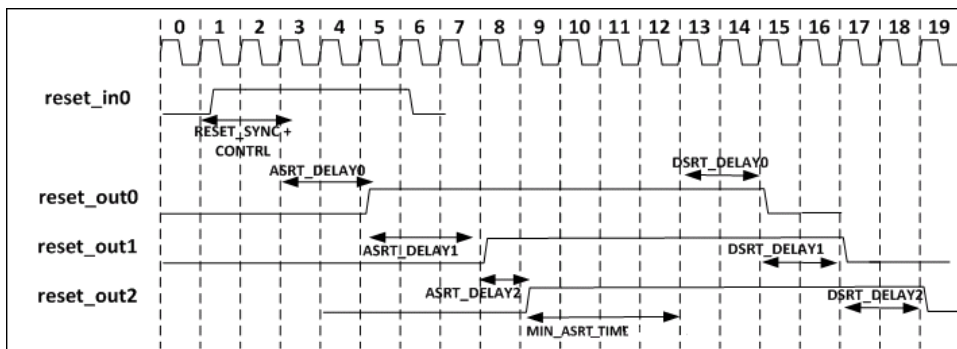 0 1 2 3 4 5 6 7 8 9 10 11 12 13 14 15 16 17 18 19
reset_in0
RESET_SYNC +
CONTRL
ASRT_DELAY0
DSRT_DELAY0
reset_out0
reset_out1
ASRT_DELAY1
DSRT_DELAY1
reset_out2
ASRT_DELAY2
DSRT_DELAY2
MIN_ASRT_TIME